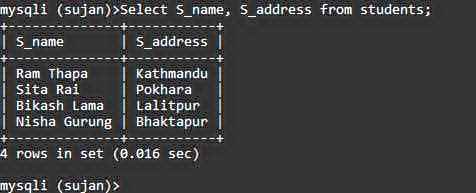 mysqli (sujan)>Select S_name, S_address from students;
+--------------+-----------+
| S_name       | S_address |
+--------------+-----------+
| Ram Thapa    | Kathmandu |
| Sita Rai     | Pokhara   |
| Bikash Lama  | Lalitpur  |
| Nisha Gurung | Bhaktapur |
+--------------+-----------+
4 rows in set (0.016 sec)
mysqli (sujan)>